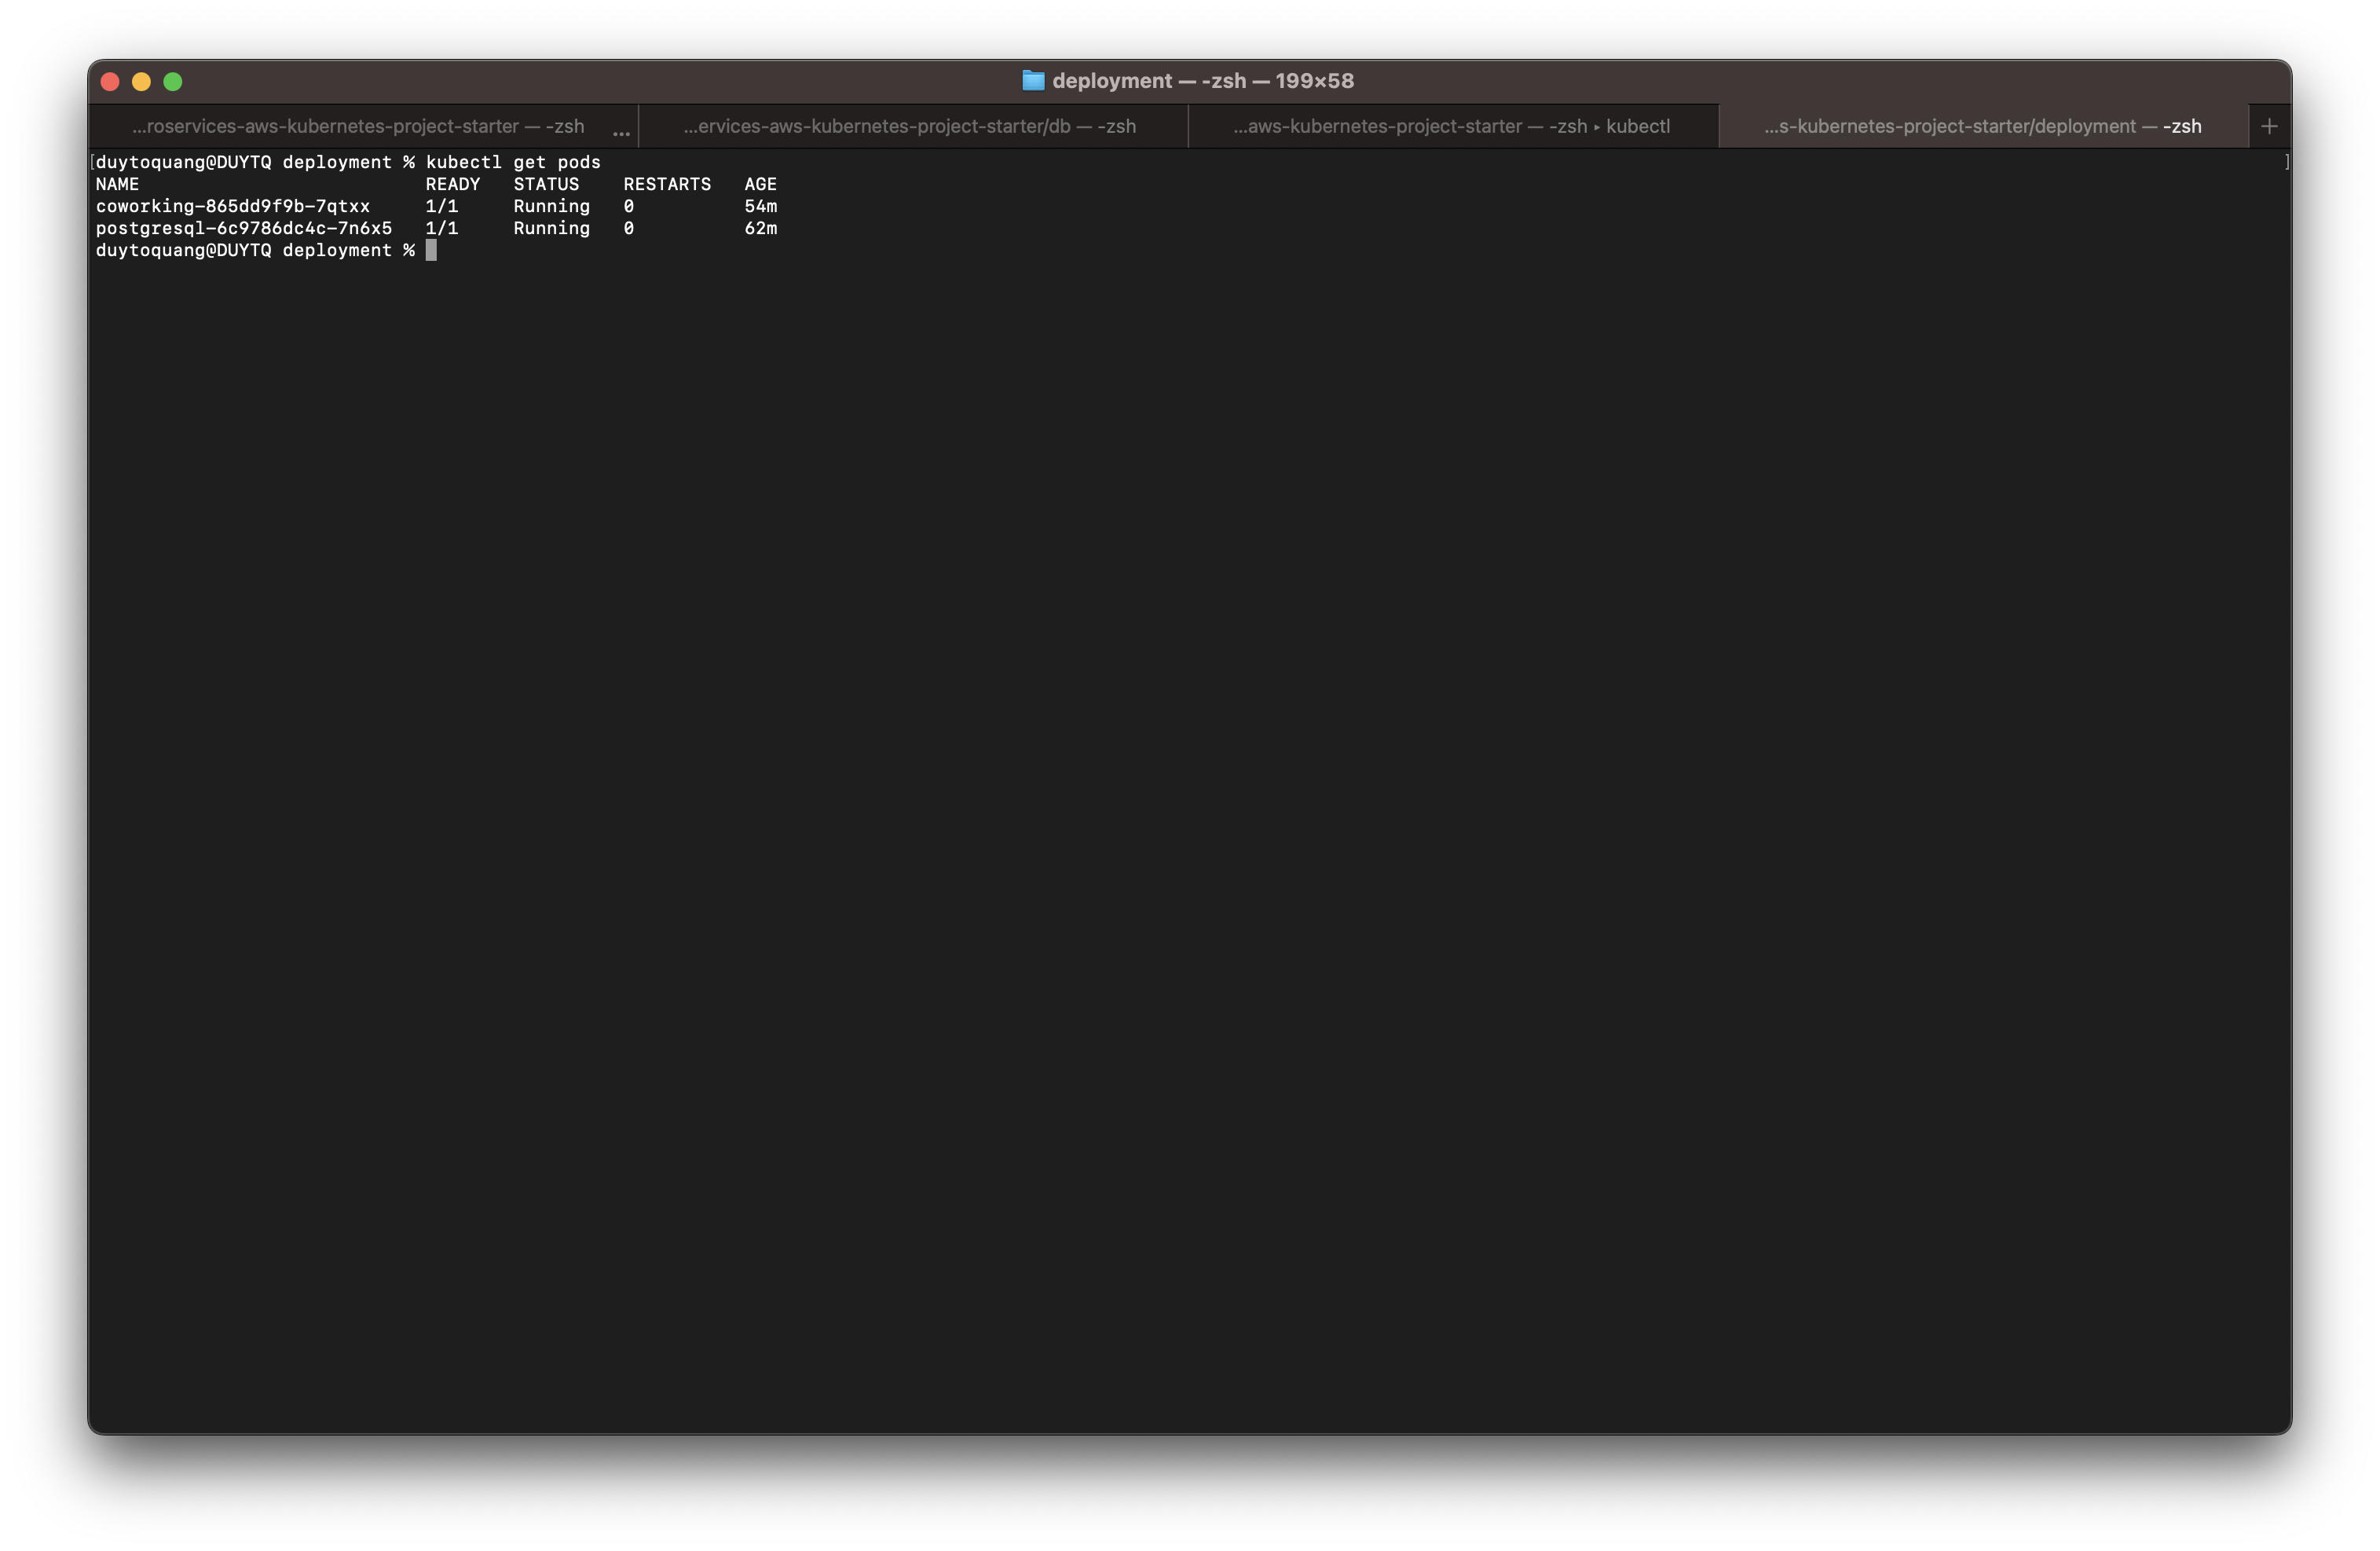 deployment — -zsh — 199×58
...roservices-aws-kubernetes-project-starter — -zsh ...
...ervices-aws-kubernetes-project-starter/db — -zsh
...aws-kubernetes-project-starter — -zsh ▸ kubectl
...s-kubernetes-project-starter/deployment — -zsh
+
[duytoquang@DUYTQ deployment % kubectl get pods ]
NAME READY STATUS RESTARTS AGE
coworking-865dd9f9b-7qtxx 1/1 Running 0 54m
postgresql-6c9786dc4c-7n6x5 1/1 Running 0 62m
duytoquang@DUYTQ deployment %